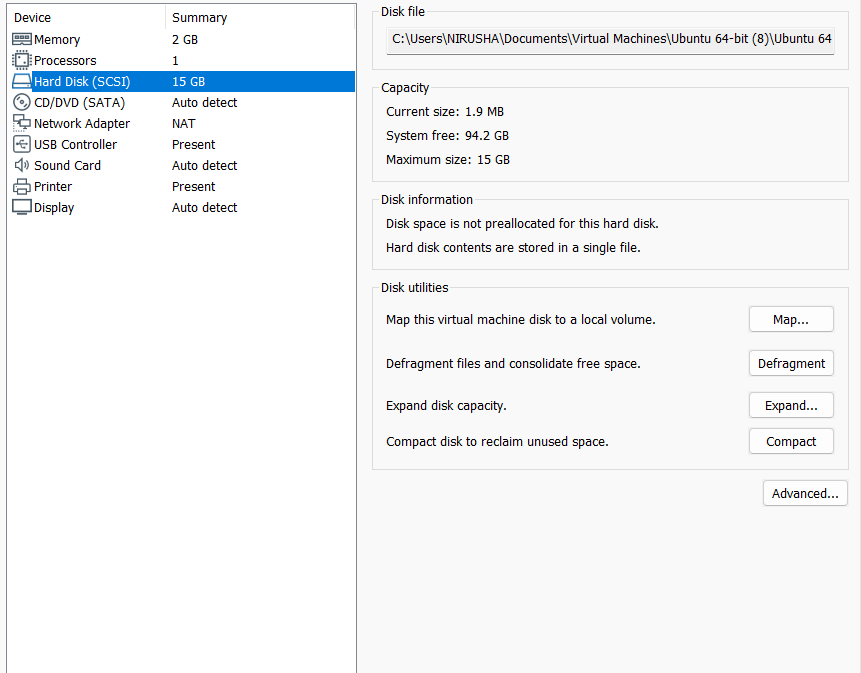 Device Summary
Memory 2 GB
Processors 1
Hard Disk (SCSI) 15 GB
CD/DVD (SATA) Auto detect
Network Adapter NAT
USB Controller Present
Sound Card Auto detect
Printer Present
Display Auto detect
Disk file
C:\Users\NIRUSHA\Documents\Virtual Machines\Ubuntu 64-bit (8)\Ubuntu 64
Capacity
Current size: 1.9 MB
System free: 94.2 GB
Maximum size: 15 GB
Disk information
Disk space is not preallocated for this hard disk.
Hard disk contents are stored in a single file.
Disk utilities
Map this virtual machine disk to a local volume. Map...
Defragment files and consolidate free space. Defragment
Expand disk capacity. Expand...
Compact disk to reclaim unused space. Compact
Advanced...